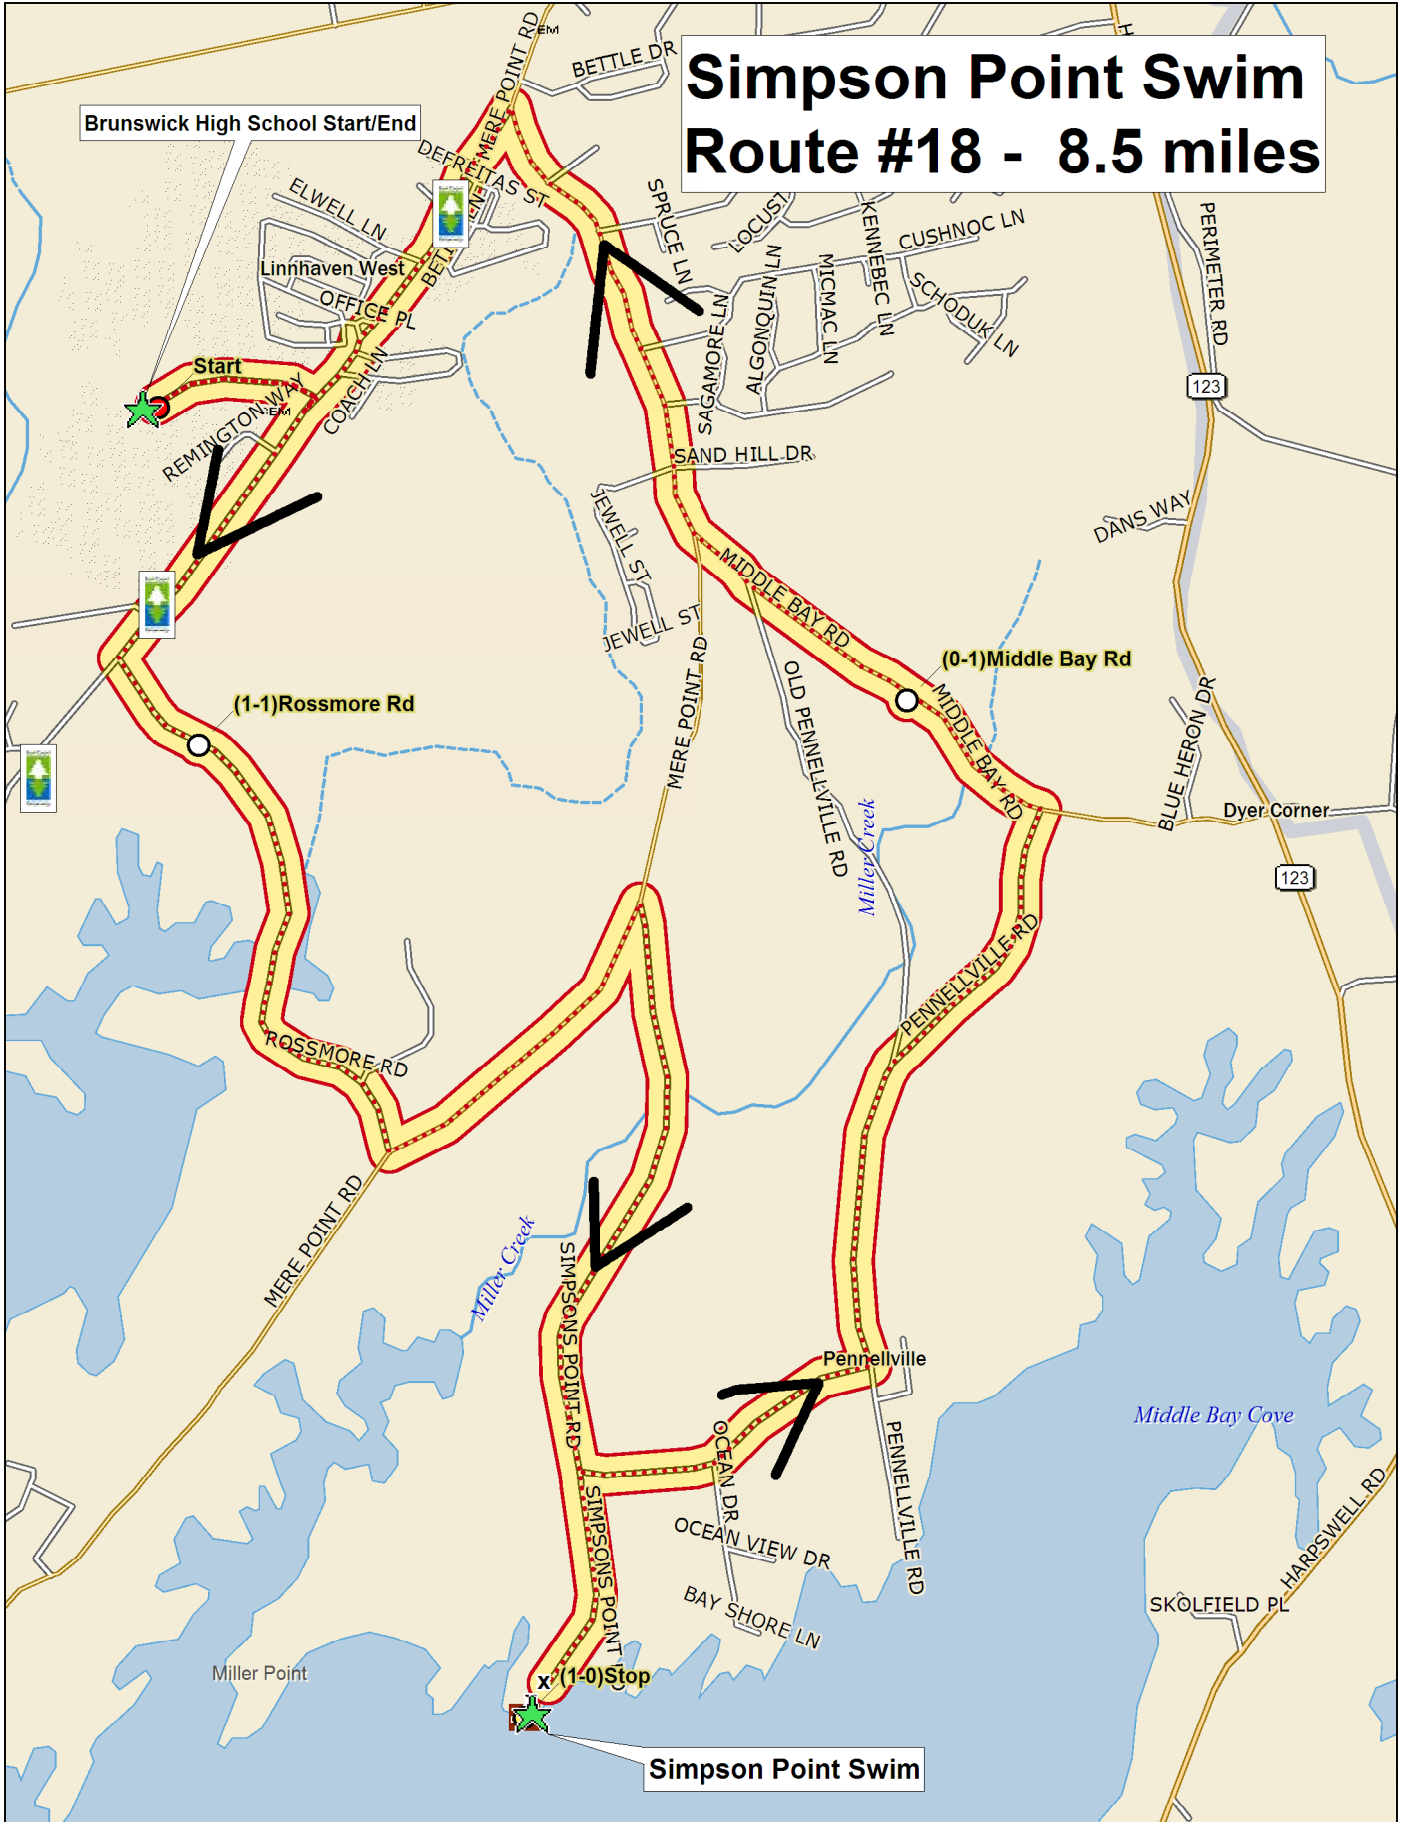 Simpson Point Swim
Route #18 - 8.5 miles
MERE POINT RD
EM
BETTLE DR
H
Brunswick High School Start/End
MERE POINT RD
DEFREITAS ST
ELWELL LN
SPRUCE LN
LOCUST
KENNEBEC LN
CUSHNOC LN
PERIMETER RD
Linnhaven West
OFFICE PL
SAGAMORE LN
ALGONQUIN LN
MICMAC LN
SCHODUK LN
Start
123
REMINGTON WAY
EM
COACH LN
SAND HILL DR
DANS WAY
JEWELL ST
MIDDLE BAY RD
JEWELL ST
(0-1)Middle Bay Rd
MERE POINT RD
OLD PENNELLVILLE RD
MIDDLE BAY RD
BLUE HERON DR
(1-1)Rossmore Rd
Dyer Corner
Miller Creek
123
PENNELLVILLE RD
ROSSMORE RD
MERE POINT RD
Miller Creek
SIMPSONS POINT RD
Pennellville
Middle Bay Cove
OCEAN DR
PENNELLVILLE RD
SIMPSONS POINT
OCEAN VIEW DR
HARPSWELL RD
BAY SHORE LN
SKOLFIELD PL
Miller Point
x (1-0)Stop
Simpson Point Swim